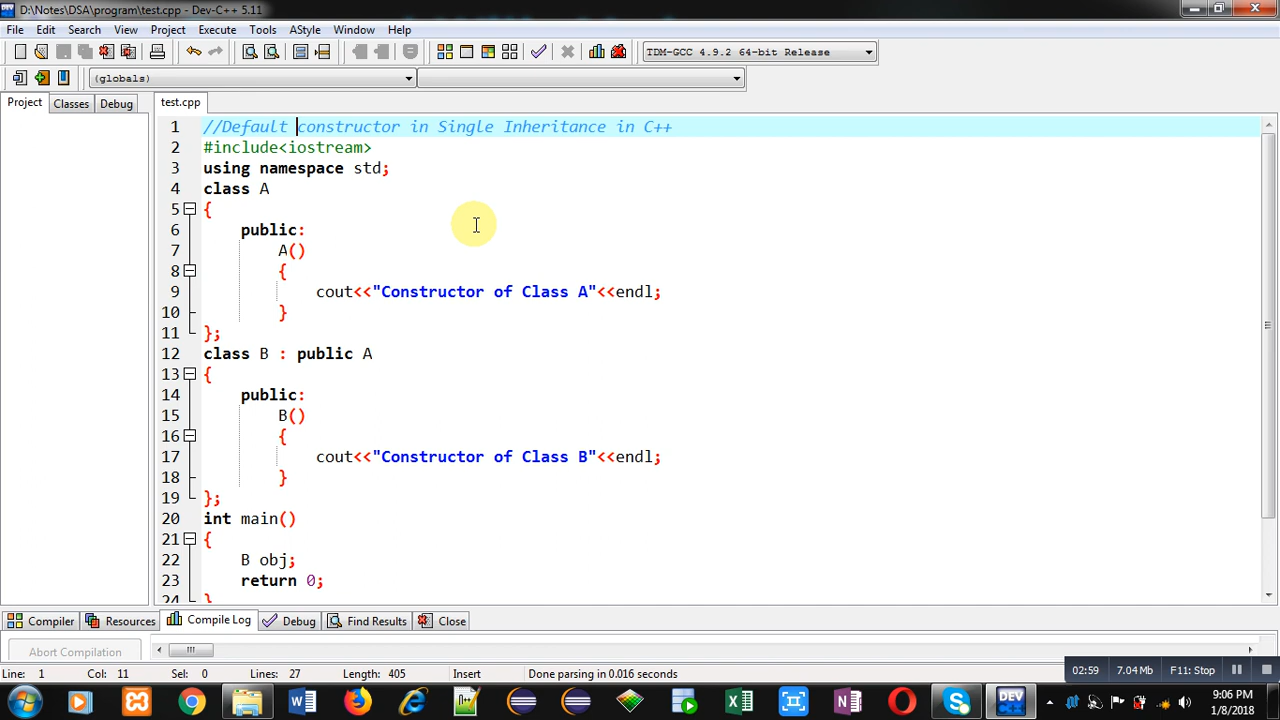 D:\Notes\DSA\program\test.cpp - Dev-C++ 5.11
File Edit Search View Project Execute Tools AStyle Window Help
TDM-GCC 4.9.2 64-bit Release
(globals)
Project Classes Debug test.cpp
1 //Default constructor in Single Inheritance in C++
2 #include<iostream>
3 using namespace std;
4 class A
5 {
6 public:
7 A()
8 {
9 cout<<"Constructor of Class A"<<endl;
10 }
11 };
12 class B : public A
13 {
14 public:
15 B()
16 {
17 cout<<"Constructor of Class B"<<endl;
18 }
19 };
20 int main()
21 {
22 B obj;
23 return 0;
24 }
Compiler Resources Compile Log Debug Find Results Close
Abort Compilation
Line: 1 Col: 11 Sel: 0 Lines: 27 Length: 405 Insert Done parsing in 0.016 seconds
02:59 7.04 Mb F11: Stop
DEV C++
9:06 PM
1/8/2018